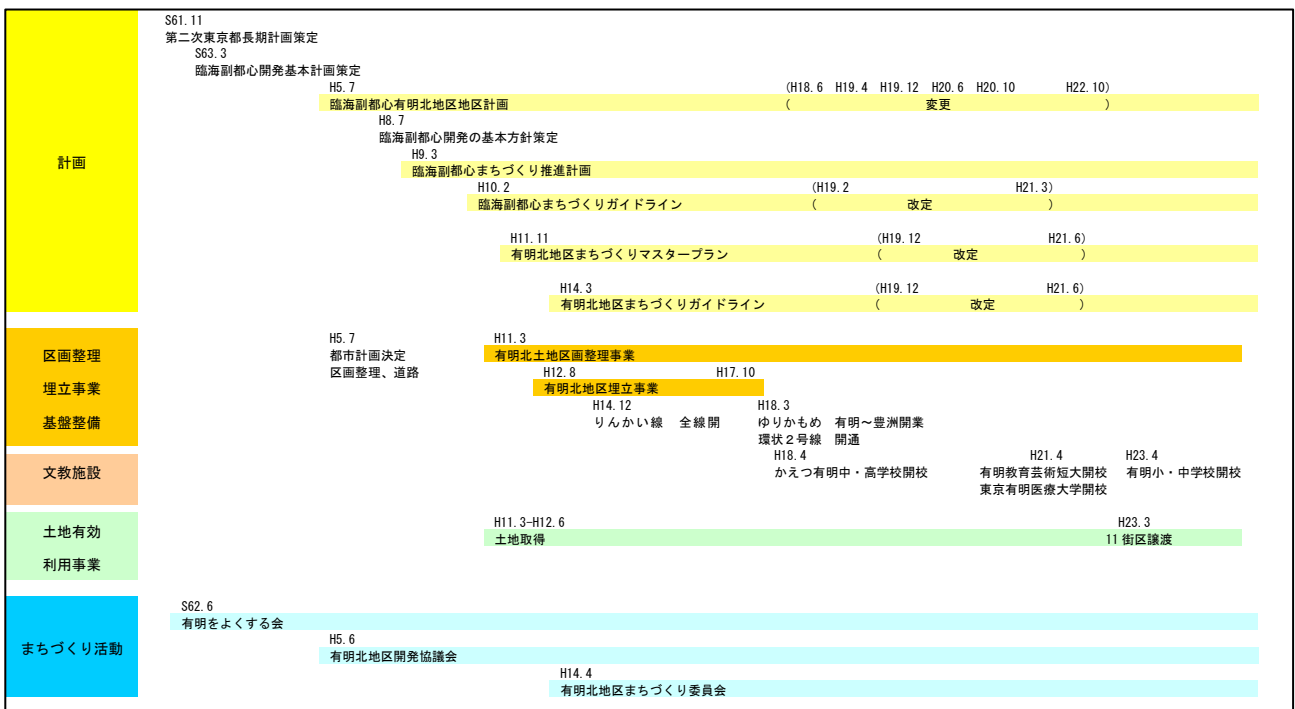 S61.11
第二次東京都長期計画策定
S63.3
臨海副都心開発基本計画策定
H5.7 (H18.6 H19.4 H19.12 H20.6 H20.10 H22.10)
臨海副都心有明北地区地区計画 ( 変更 )
H8.7
臨海副都心開発の基本方針策定
計画
H9.3
臨海副都心まちづくり推進計画
H10.2 (H19.2 H21.3)
臨海副都心まちづくりガイドライン ( 改定 )
H11.11 (H19.12 H21.6)
有明北地区まちづくりマスタープラン ( 改定 )
H14.3 (H19.12 H21.6)
有明北地区まちづくりガイドライン ( 改定 )
H5.7 H11.3
区画整理 都市計画決定 有明北土地区画整理事業
区画整理、道路 H12.8 H17.10
埋立事業 有明北地区埋立事業
H14.12 H18.3
基盤整備 りんかい線 全線開 ゆりかもめ 有明～豊洲開業
環状2号線 開通
H18.4 H21.4 H23.4
文教施設 かえつ有明中・高学校開校 有明教育芸術短大開校 有明小・中学校開校
東京有明医療大学開校
H11.3-H12.6 H23.3
土地有効 土地取得 11街区譲渡
利用事業
S62.6
有明をよくする会
H5.6
まちづくり活動 有明北地区開発協議会
H14.4
有明北地区まちづくり委員会